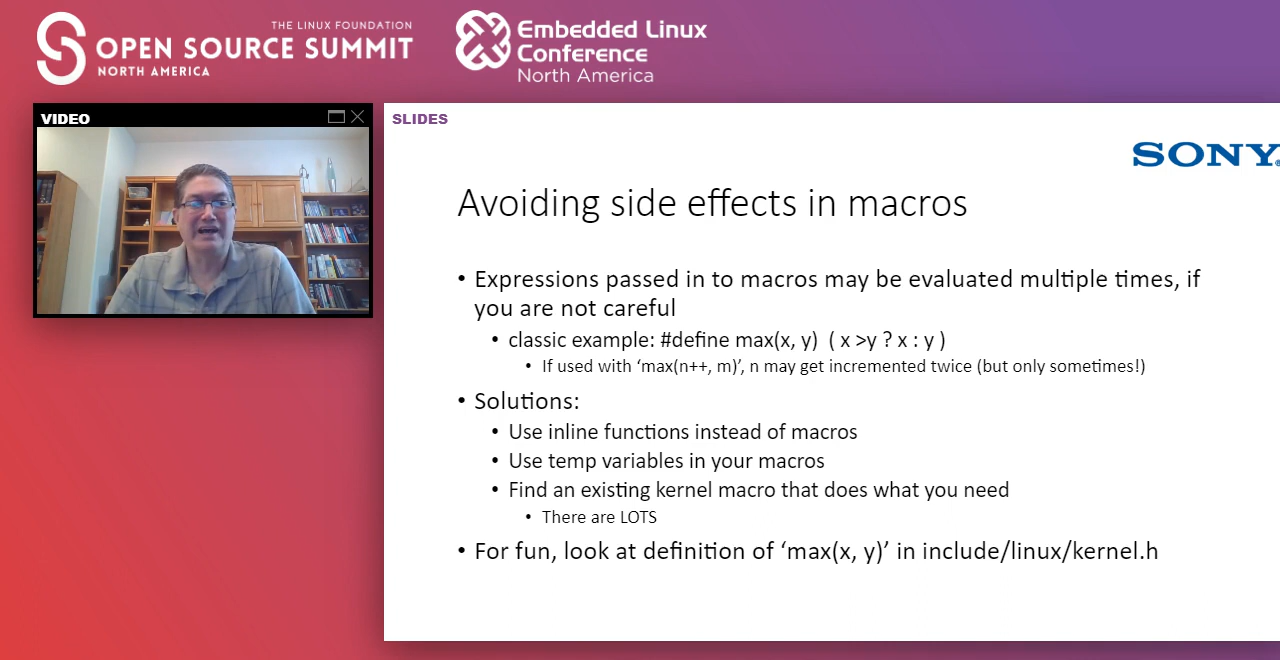 THE LINUX FOUNDATION
OPEN SOURCE SUMMIT
NORTH AMERICA
Embedded Linux
Conference
North America
VIDEO
SLIDES
SONY
Avoiding side effects in macros
• Expressions passed in to macros may be evaluated multiple times, if
you are not careful
• classic example: #define max(x, y) ( x >y ? x : y )
• If used with ‘max(n++, m)’, n may get incremented twice (but only sometimes!)
• Solutions:
• Use inline functions instead of macros
• Use temp variables in your macros
• Find an existing kernel macro that does what you need
• There are LOTS
• For fun, look at definition of ‘max(x, y)’ in include/linux/kernel.h